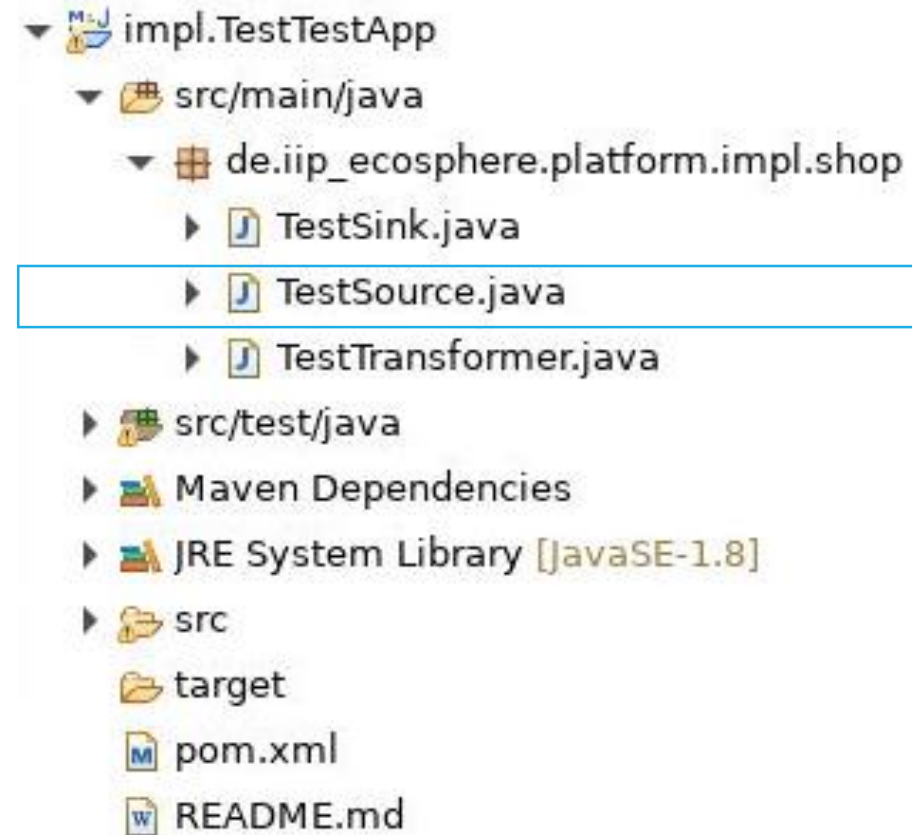 impl.TestTestApp
src/main/java
de.iip_ecosphere.platform.impl.shop
TestSink.java
TestSource.java
TestTransformer.java
src/test/java
Maven Dependencies
JRE System Library [JavaSE-1.8]
src
target
pom.xml
README.md